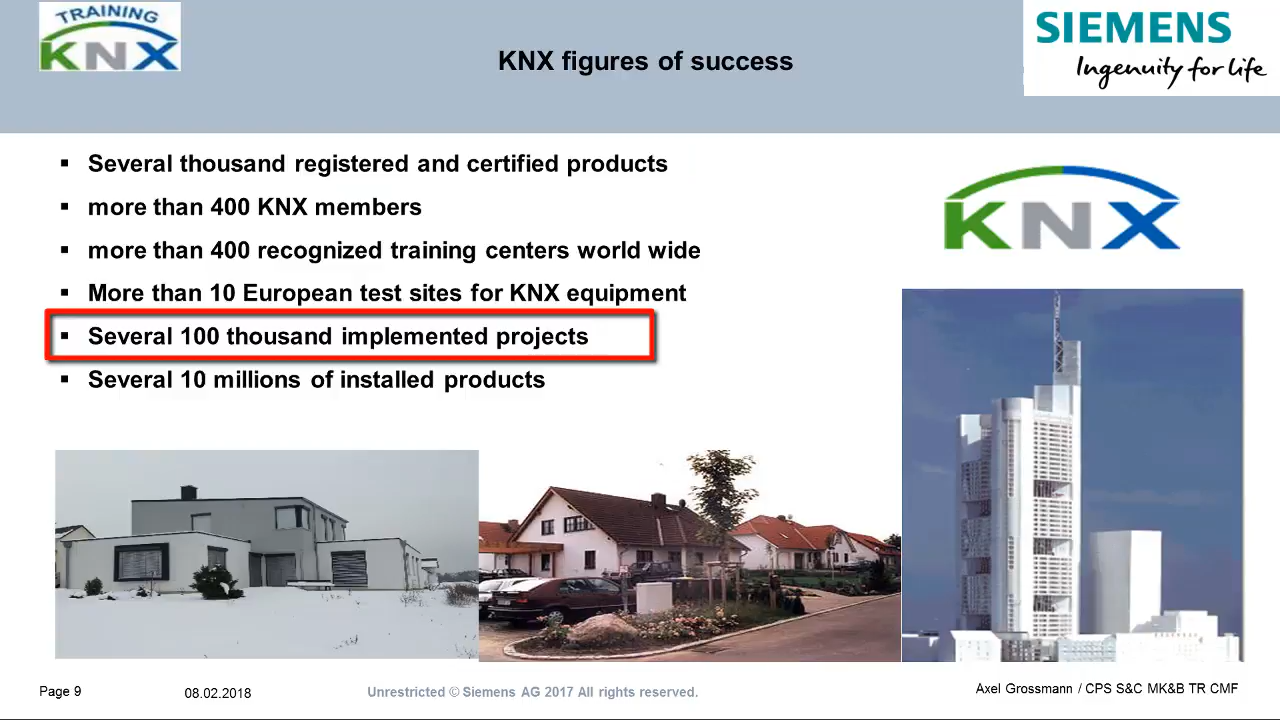 TRAINING
KNX
KNX figures of success
SIEMENS
Ingenuity for life
▪ Several thousand registered and certified products
▪ more than 400 KNX members
▪ more than 400 recognized training centers world wide
▪ More than 10 European test sites for KNX equipment
▪ Several 100 thousand implemented projects
▪ Several 10 millions of installed products
KNX
Page 9
08.02.2018
Unrestricted © Siemens AG 2017 All rights reserved.
Axel Grossmann / CPS S&C MK&B TR CMF